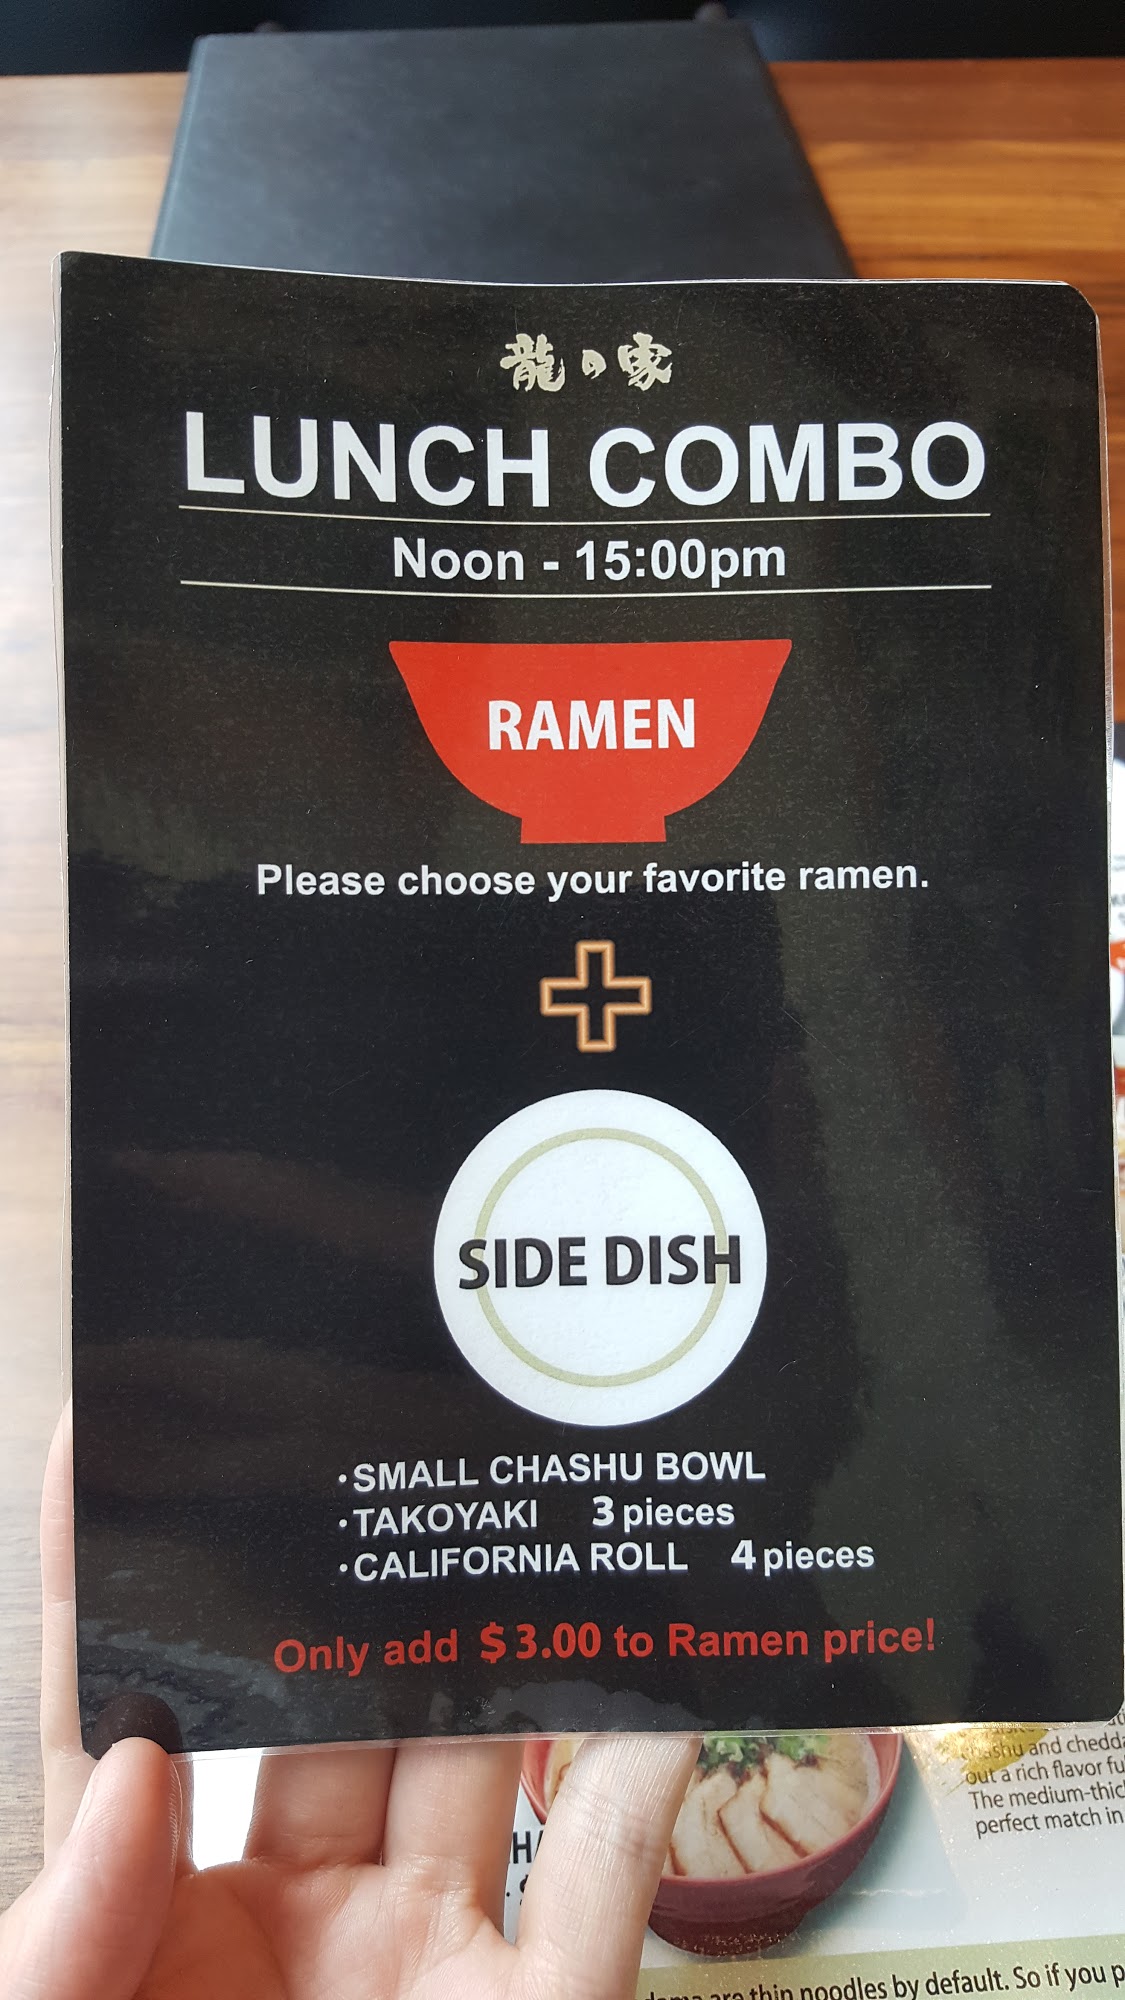 龍の家
LUNCH COMBO
Noon - 15:00pm
RAMEN
Please choose your favorite ramen.
SIDE DISH
・SMALL CHASHU BOWL
・TAKOYAKI 3 pieces
・CALIFORNIA ROLL 4 pieces
Only add $3.00 to Ramen price!
and chedda
out a rich flavor fu
The medium-thic
perfect match in
are thin noodles by default. So if you p